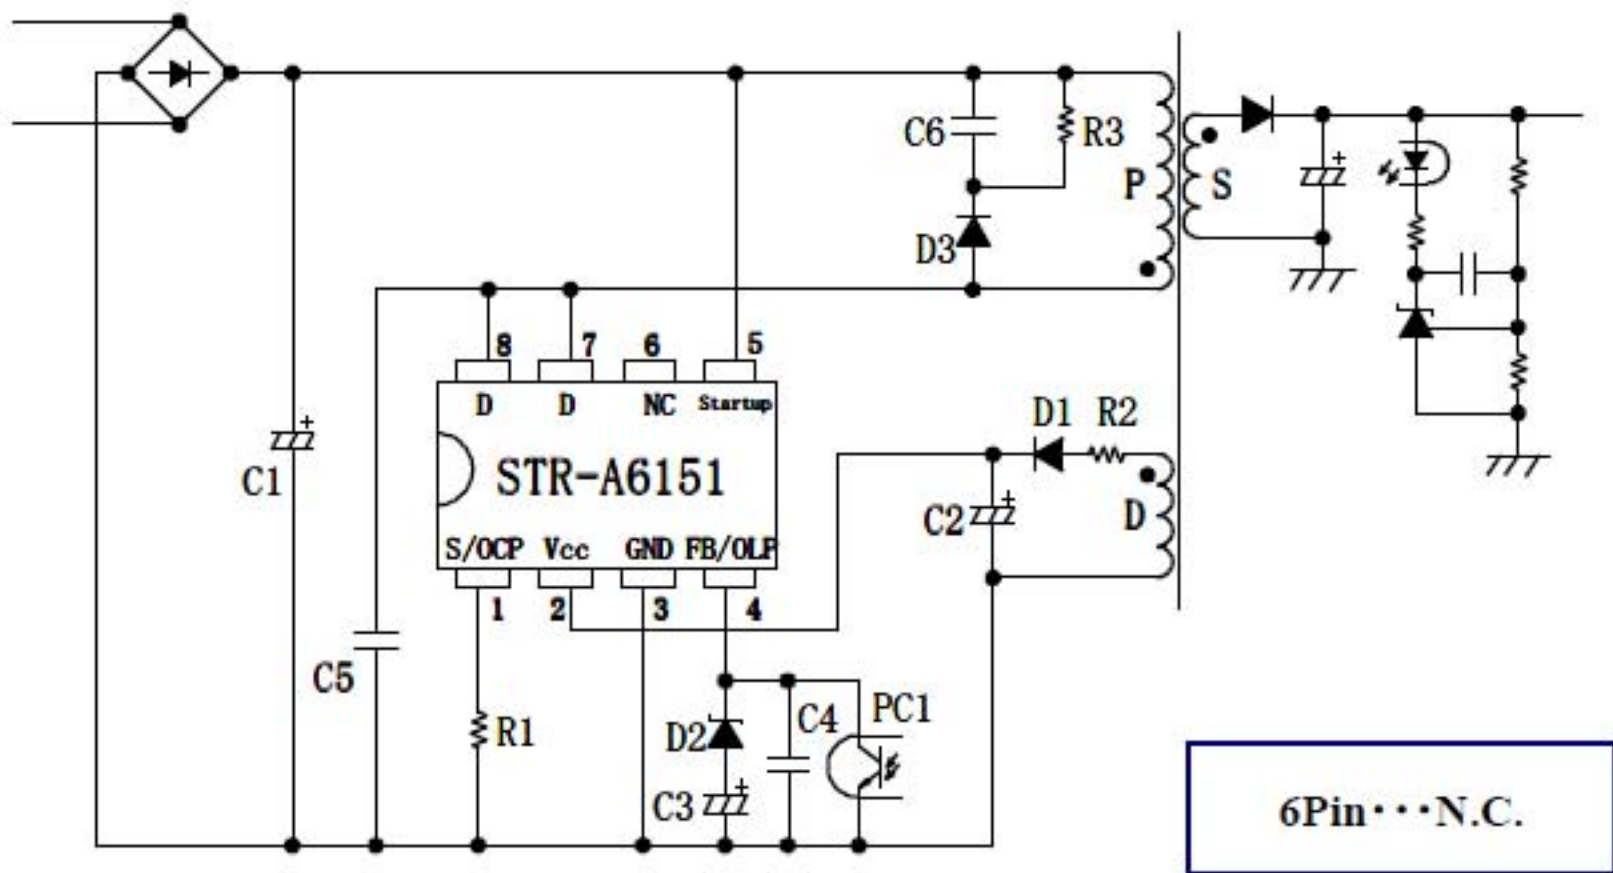 C6
R3
P
S
D3
8
7
6
5
D
D
NC
Startup
D1
R2
STR-A6151
C1
C2
D
S/OCP
Vcc
GND
FB/OLP
1
2
3
4
C5
R1
D2
C4
PC1
C3
6Pin···N.C.